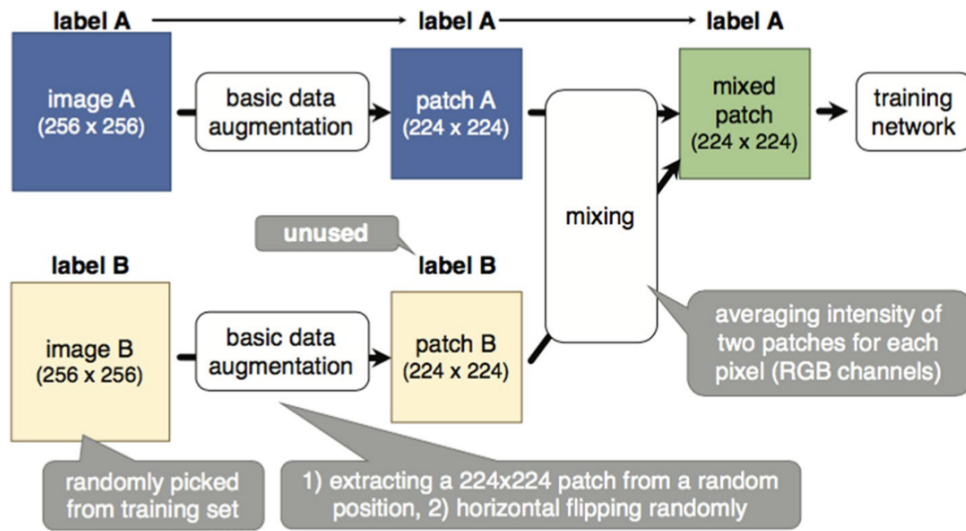 label A
label A
label A
image A
(256 x 256)
basic data
augmentation
patch A
(224 x 224)
mixed
patch
(224 x 224)
training
network
mixing
unused
label B
label B
image B
(256 x 256)
basic data
augmentation
patch B
(224 x 224)
averaging intensity of
two patches for each
pixel (RGB channels)
randomly picked
from training set
1) extracting a 224x224 patch from a random
position, 2) horizontal flipping randomly